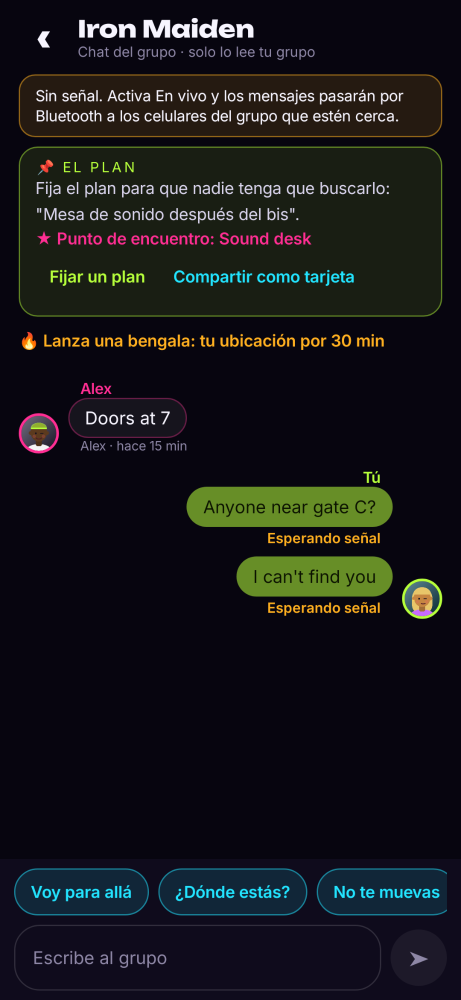 Iron Maiden
Chat del grupo · solo lo lee tu grupo
Sin señal. Activa En vivo y los mensajes pasarán por
Bluetooth a los celulares del grupo que estén cerca.
📌 EL PLAN
Fija el plan para que nadie tenga que buscarlo:
"Mesa de sonido después del bis".
★ Punto de encuentro: Sound desk
Fijar un plan Compartir como tarjeta
🔥 Lanza una bengala: tu ubicación por 30 min
Alex
Doors at 7
Alex · hace 15 min
Tú
Anyone near gate C?
Esperando señal
I can't find you
Esperando señal
Voy para allá ¿Dónde estás? No te muevas
Escribe al grupo